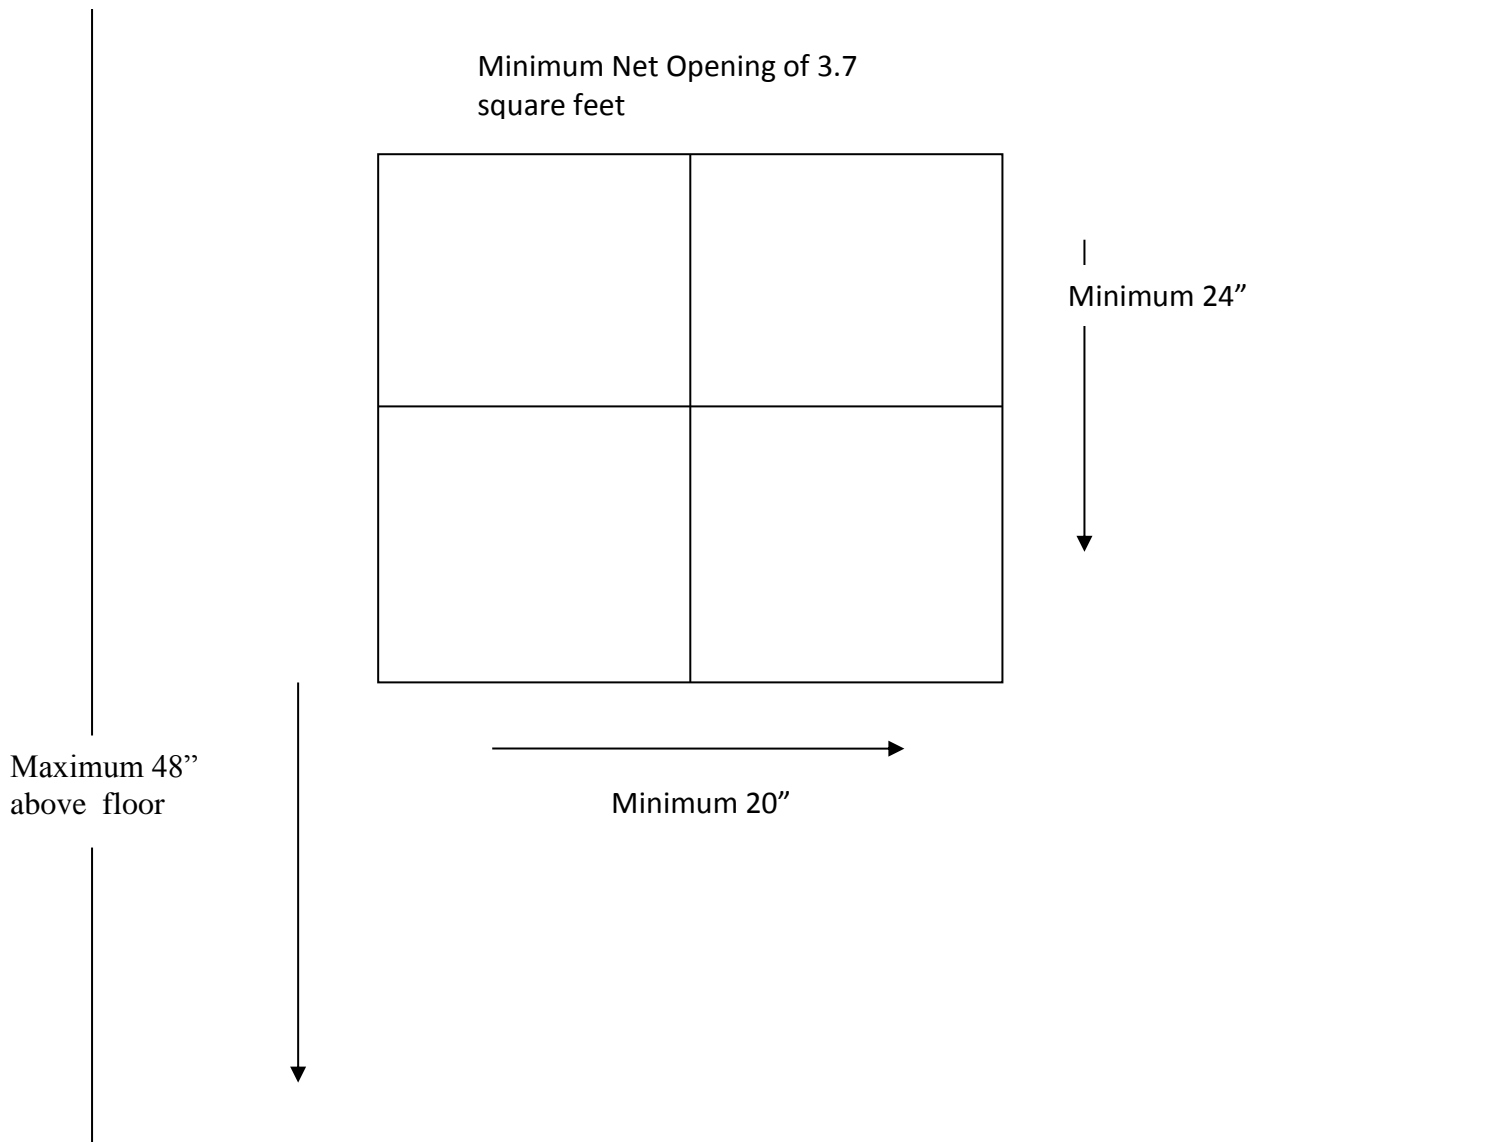 Minimum Net Opening of 3.7
square feet
Minimum 24”
Maximum 48”
above  floor
Minimum 20”